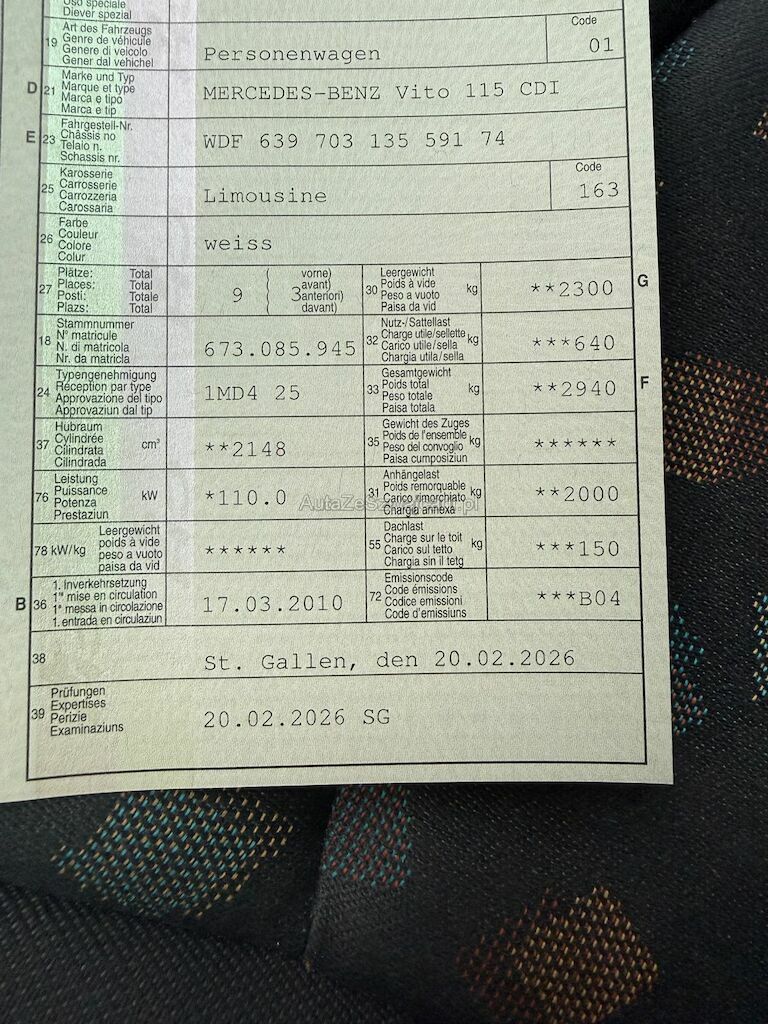 Uso speciale
Diever spezial
19 Art des Fahrzeugs
Genre de véhicule
Genere di veicolo
Gener dal vehichel
Personenwagen
Code
01
D 21 Marke und Typ
Marque et type
Marca e tipo
Marca e tip
MERCEDES-BENZ Vito 115 CDI
E 23 Fahrgestell-Nr.
Châssis no
Telaio n.
Schassis nr.
WDF 639 703 135 591 74
25 Karosserie
Carrosserie
Carrozzeria
Carossaria
Limousine
Code
163
26 Farbe
Couleur
Colore
Colur
weiss
27 Plätze: Total
Places: Total
Posti: Totale
Plazs: Total
9 ( 3 vorne)
avant)
anteriori)
davant)
30 Leergewicht
Poids à vide kg
Peso a vuoto
Paisa da vid
**2300 G
18 Stammnummer
N° matricule
N. di matricola
Nr. da matricla
673.085.945
32 Nutz-/Sattellast
Charge utile/sellette kg
Carico utile/sella
Chargia utila/sella
***640
24 Typengenehmigung
Réception par type
Approvazione del tipo
Approvaziun dal tip
1MD4 25
33 Gesamtgewicht
Poids total kg
Peso totale
Paisa totala
**2940 F
37 Hubraum
Cylindrée cm³
Cilindrata
Cilindrada
**2148
35 Gewicht des Zuges
Poids de l'ensemble kg
Peso del convoglio
Paisa cumposiziun
******
76 Leistung
Puissance kW
Potenza
Prestaziun
*110.0
31 Anhängelast
Poids remorquable kg
Carico rimorchiato
Chargia annexa
**2000
78 kW/kg Leergewicht
poids à vide
peso a vuoto
paisa da vid
******
55 Dachlast
Charge sur le toit kg
Carico sul tetto
Chargia sin il tetg
***150
B 36 1. Inverkehrsetzung
1re mise en circulation
1a messa in circolazione
1. entrada en circulaziun
17.03.2010
72 Emissionscode
Code émissions
Codice emissioni
Code d'emissiuns
***B04
38 St. Gallen, den 20.02.2026
39 Prüfungen
Expertises
Perizie
Examinaziuns
20.02.2026 SG